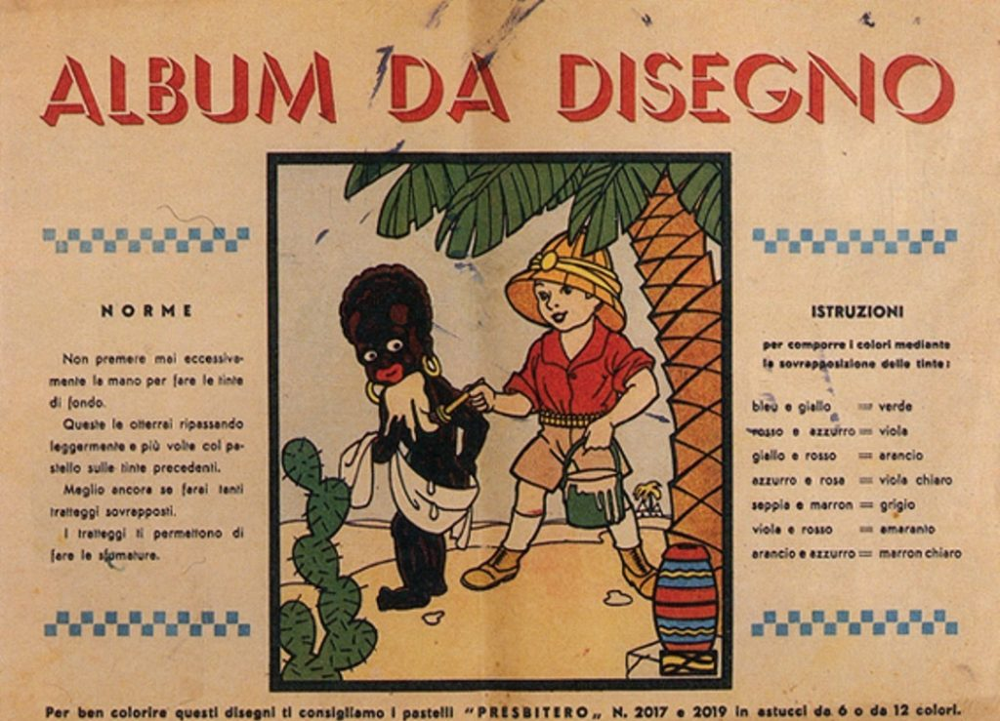 ALBUM DA DISEGNO
NORME
Non premere mai eccessiva-
mente la mano per fare le tinte
di fondo.
Queste le otterrai ripassando
leggermente e più volte col pa-
stello sulle tinte precedenti.
Meglio ancora se farai tanti
tratteggi sovrapposti.
I tratteggi ti permettono di
fare le sfumature.
ISTRUZIONI
per comporre i colori mediante
la sovrapposizione delle tinte:
bleu e giallo = verde
rosso e azzurro = viola
giallo e rosso = arancio
azzurro e rosa = viola chiaro
seppia e marron = grigio
viola e rosso = amaranto
arancio e azzurro = marron chiaro
Per ben colorire questi disegni ti consigliamo i pastelli "PRESBITERO„ N. 2017 e 2019 in astucci da 6 o da 12 colori.